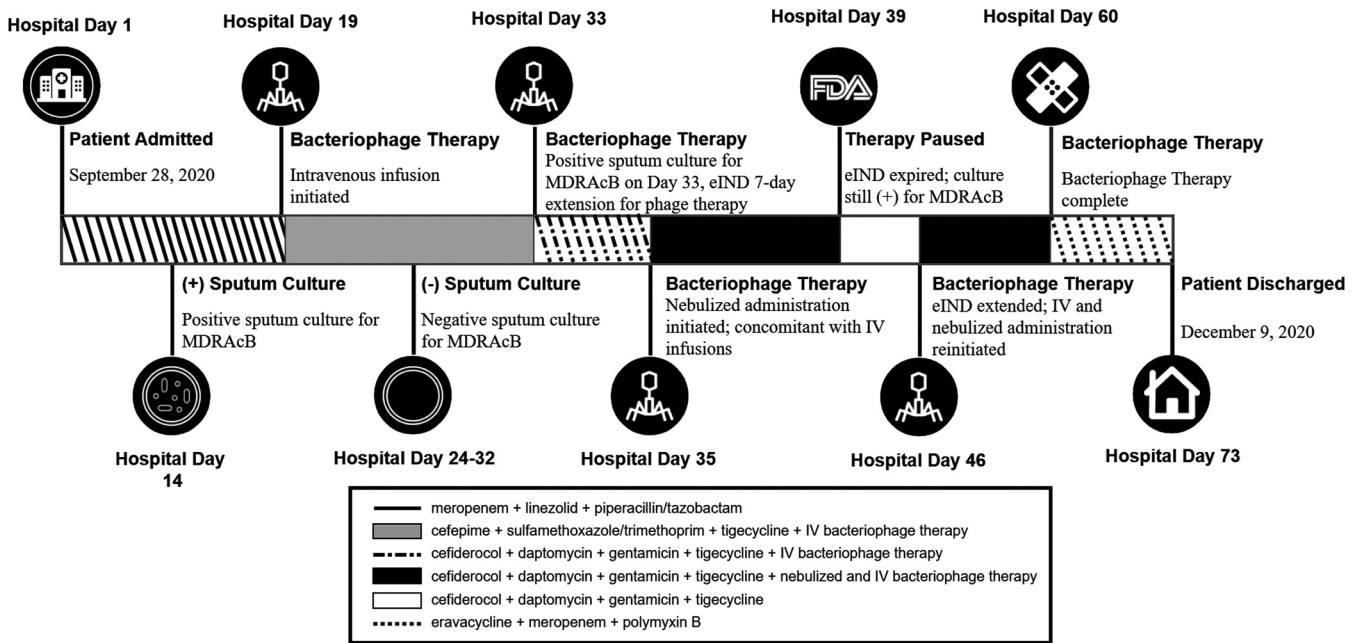 Hospital Day 1
Hospital Day 19
Hospital Day 33
Hospital Day 39
Hospital Day 60
FDA
Patient Admitted
September 28, 2020
Bacteriophage Therapy
Intravenous infusion
initiated
Bacteriophage Therapy
Positive sputum culture for
MDRAcB on Day 33, eIND 7-day
extension for phage therapy
Therapy Paused
eIND expired; culture
still (+) for MDRAcB
Bacteriophage Therapy
Bacteriophage Therapy
complete
(+) Sputum Culture
Positive sputum culture for
MDRAcB
(-) Sputum Culture
Negative sputum culture
for MDRAcB
Bacteriophage Therapy
Nebulized administration
initiated; concomitant with IV
infusions
Bacteriophage Therapy
eIND extended; IV and
nebulized administration
reinitiated
Patient Discharged
December 9, 2020
Hospital Day
14
Hospital Day 24-32
Hospital Day 35
Hospital Day 46
Hospital Day 73
meropenem + linezolid + piperacillin/tazobactam
cefepime + sulfamethoxazole/trimethoprim + tigecycline + IV bacteriophage therapy
cefiderocol + daptomycin + gentamicin + tigecycline + IV bacteriophage therapy
cefiderocol + daptomycin + gentamicin + tigecycline + nebulized and IV bacteriophage therapy
cefiderocol + daptomycin + gentamicin + tigecycline
eravacycline + meropenem + polymyxin B